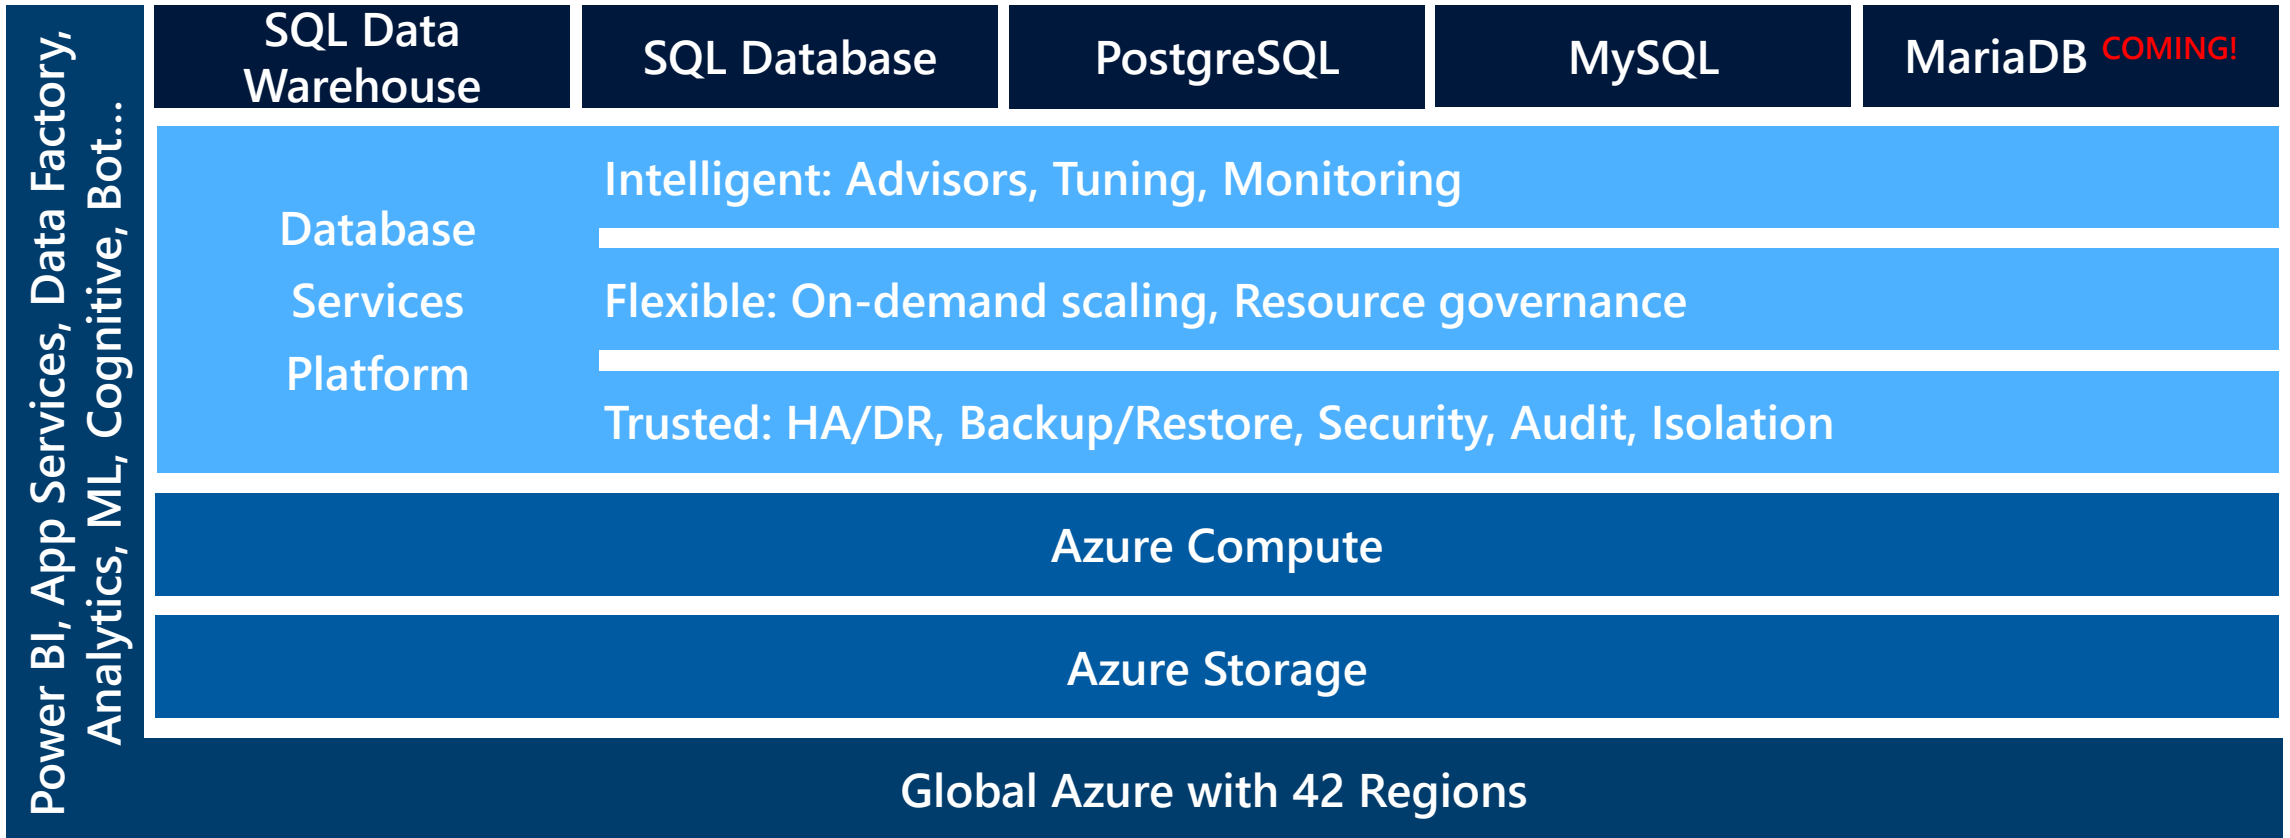 Power BI, App Services, Data Factory,
Analytics, ML, Cognitive, Bot...
SQL Data
Warehouse
SQL Database
PostgreSQL
MySQL
MariaDB COMING!
Database
Services
Platform
Intelligent: Advisors, Tuning, Monitoring
Flexible: On-demand scaling, Resource governance
Trusted: HA/DR, Backup/Restore, Security, Audit, Isolation
Azure Compute
Azure Storage
Global Azure with 42 Regions